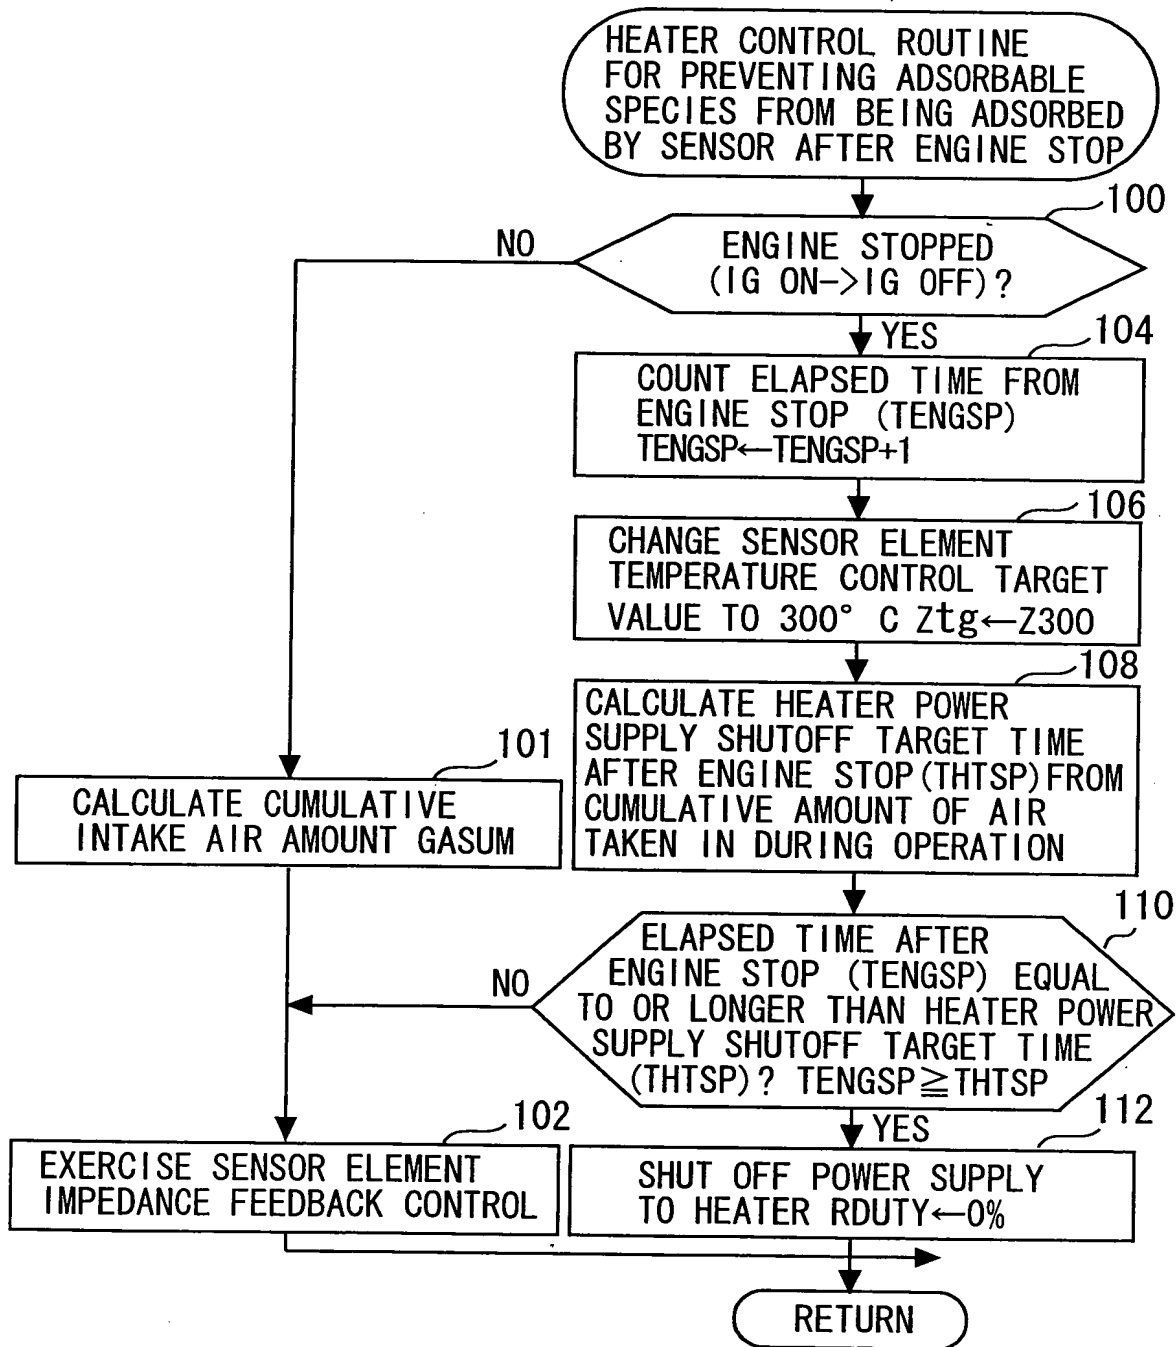 HEATER CONTROL ROUTINE
FOR PREVENTING ADSORBABLE
SPECIES FROM BEING ADSORBED
BY SENSOR AFTER ENGINE STOP
100
ENGINE STOPPED
(IG ON->IG OFF)?
NO
YES
104
COUNT ELAPSED TIME FROM
ENGINE STOP (TENGSP)
TENGSP←TENGSP+1
106
CHANGE SENSOR ELEMENT
TEMPERATURE CONTROL TARGET
VALUE TO 300° C Ztg←Z300
108
CALCULATE HEATER POWER
SUPPLY SHUTOFF TARGET TIME
AFTER ENGINE STOP(THTSP)FROM
CUMULATIVE AMOUNT OF AIR
TAKEN IN DURING OPERATION
101
CALCULATE CUMULATIVE
INTAKE AIR AMOUNT GASUM
110
ELAPSED TIME AFTER
ENGINE STOP (TENGSP) EQUAL
TO OR LONGER THAN HEATER POWER
SUPPLY SHUTOFF TARGET TIME
(THTSP)? TENGSP≧THTSP
NO
YES
102
EXERCISE SENSOR ELEMENT
IMPEDANCE FEEDBACK CONTROL
112
SHUT OFF POWER SUPPLY
TO HEATER RDUTY←0%
RETURN